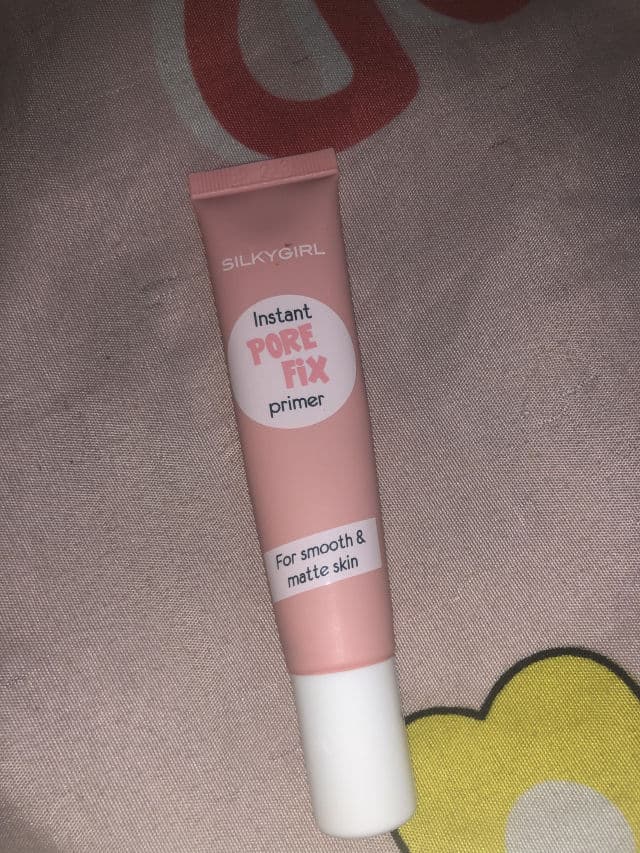 SILKYGIRL
Instant
PORE
FiX
primer
For smooth &
matte skin